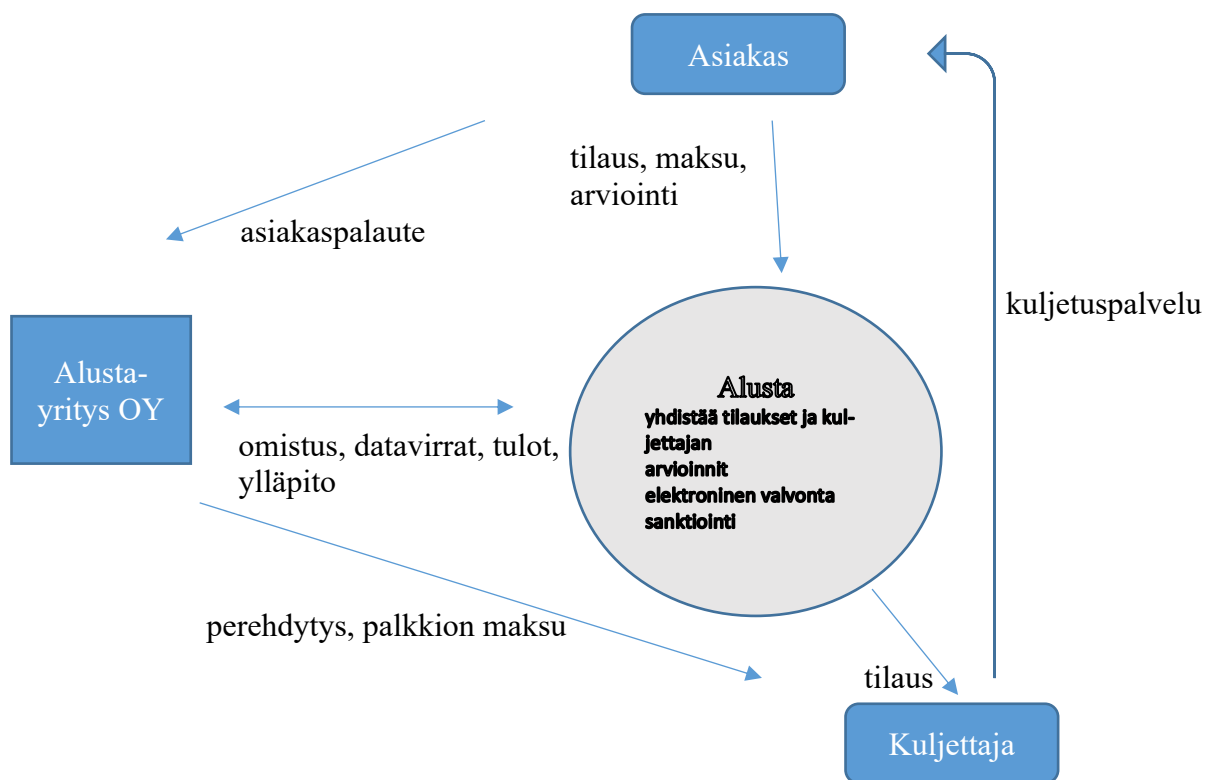 Asiakas
tilaus, maksu,
arviointi
asiakaspalaute
kuljetuspalvelu
Alusta-
yritys OY
Alusta
yhdistää tilaukset ja kul-
jettajan
arvioinnit
elektroninen valvonta
sanktiointi
omistus, datavirrat, tulot,
ylläpito
perehdytys, palkkion maksu
tilaus
Kuljettaja